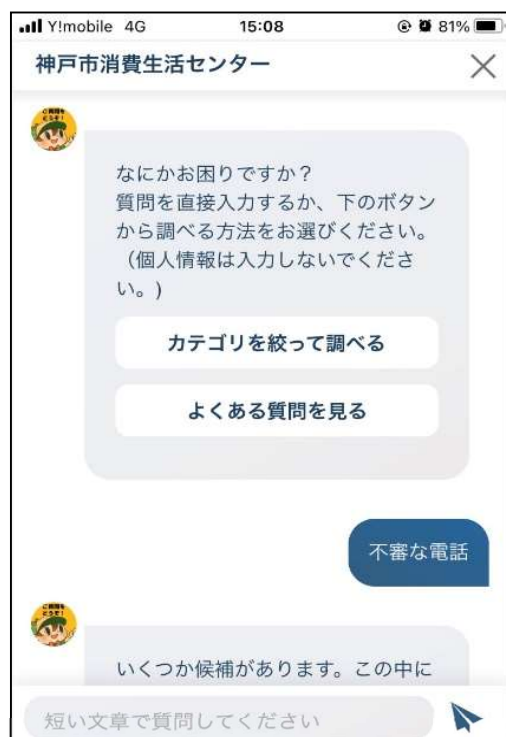 Y!mobile 4G 15:08 81%
神戸市消費生活センター
なにかお困りですか?
質問を直接入力するか、下のボタン
から調べる方法をお選びください。
(個人情報は入力しないでくださ
い。)
カテゴリを絞って調べる
よくある質問を見る
不審な電話
いくつか候補があります。この中に
短い文章で質問してください